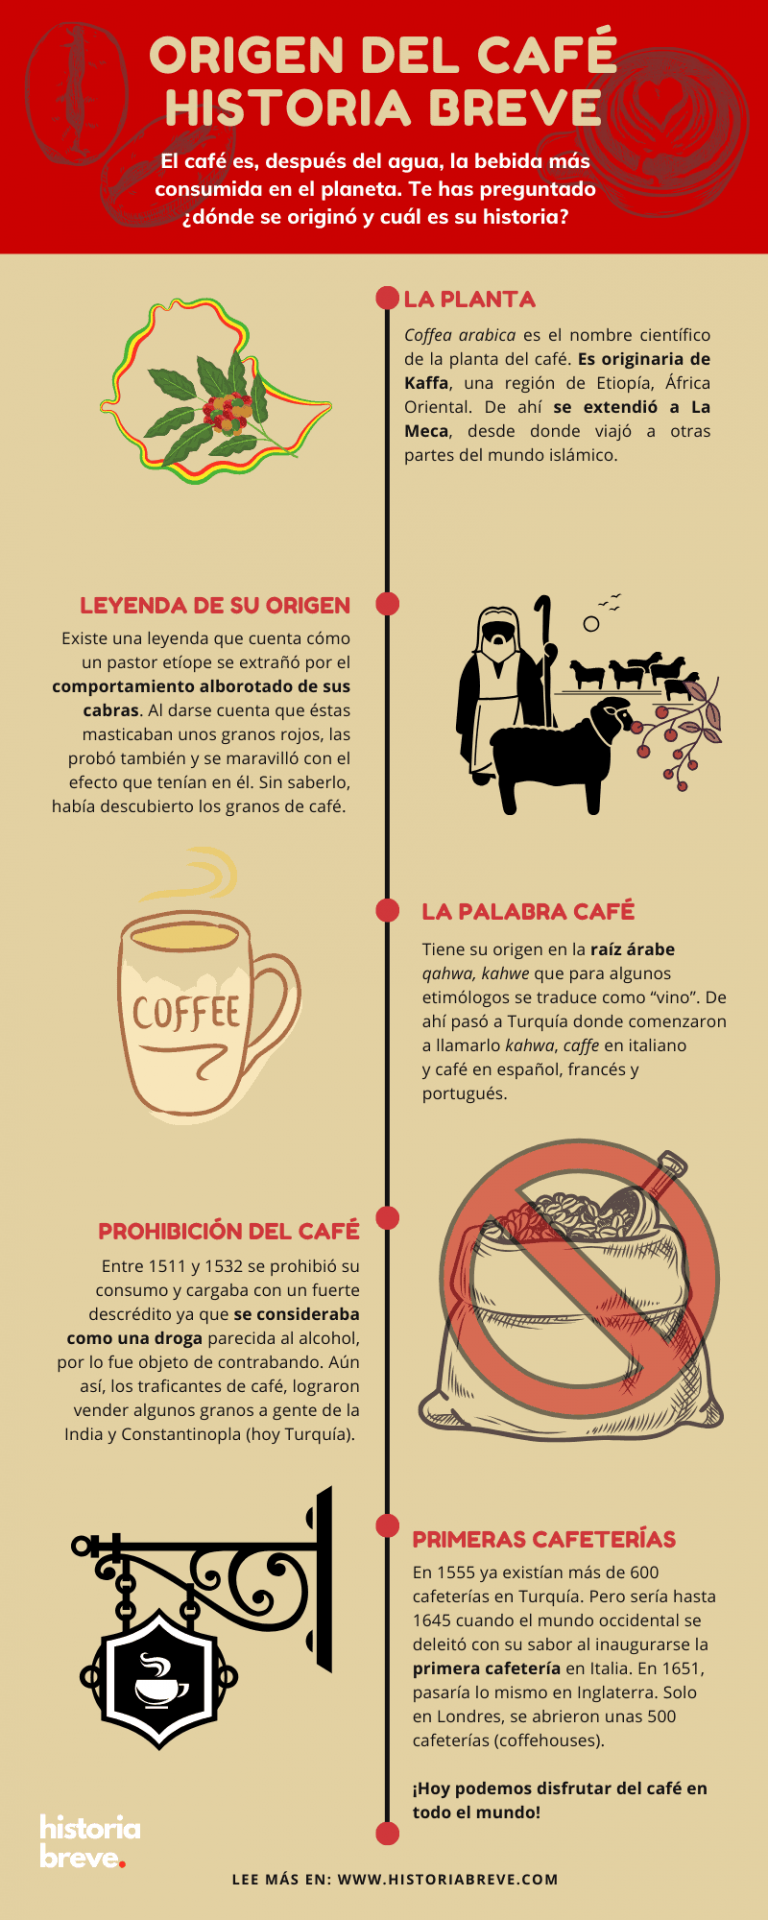 ORIGEN DEL CAFÉ
HISTORIA BREVE
El café es, después del agua, la bebida más
consumida en el planeta. Te has preguntado
¿dónde se originó y cuál es su historia?
LA PLANTA
Coffea arabica es el nombre científico
de la planta del café. Es originaria de
Kaffa, una región de Etiopía, África
Oriental. De ahí se extendió a La
Meca, desde donde viajó a otras
partes del mundo islámico.
LEYENDA DE SU ORIGEN
Existe una leyenda que cuenta cómo
un pastor etíope se extrañó por el
comportamiento alborotado de sus
cabras. Al darse cuenta que éstas
masticaban unos granos rojos, las
probó también y se maravilló con el
efecto que tenían en él. Sin saberlo,
había descubierto los granos de café.
COFFEE
LA PALABRA CAFÉ
Tiene su origen en la raíz árabe
qahwa, kahwe que para algunos
etimólogos se traduce como “vino”. De
ahí pasó a Turquía donde comenzaron
a llamarlo kahwa, caffe en italiano
y café en español, francés y
portugués.
PROHIBICIÓN DEL CAFÉ
Entre 1511 y 1532 se prohibió su
consumo y cargaba con un fuerte
descrédito ya que se consideraba
como una droga parecida al alcohol,
por lo fue objeto de contrabando. Aún
así, los traficantes de café, lograron
vender algunos granos a gente de la
India y Constantinopla (hoy Turquía).
PRIMERAS CAFETERÍAS
En 1555 ya existían más de 600
cafeterías en Turquía. Pero sería hasta
1645 cuando el mundo occidental se
deleitó con su sabor al inaugurarse la
primera cafetería en Italia. En 1651,
pasaría lo mismo en Inglaterra. Solo
en Londres, se abrieron unas 500
cafeterías (coffehouses).
¡Hoy podemos disfrutar del café en
todo el mundo!
historia
breve.
LEE MÁS EN: WWW.HISTORIABREVE.COM